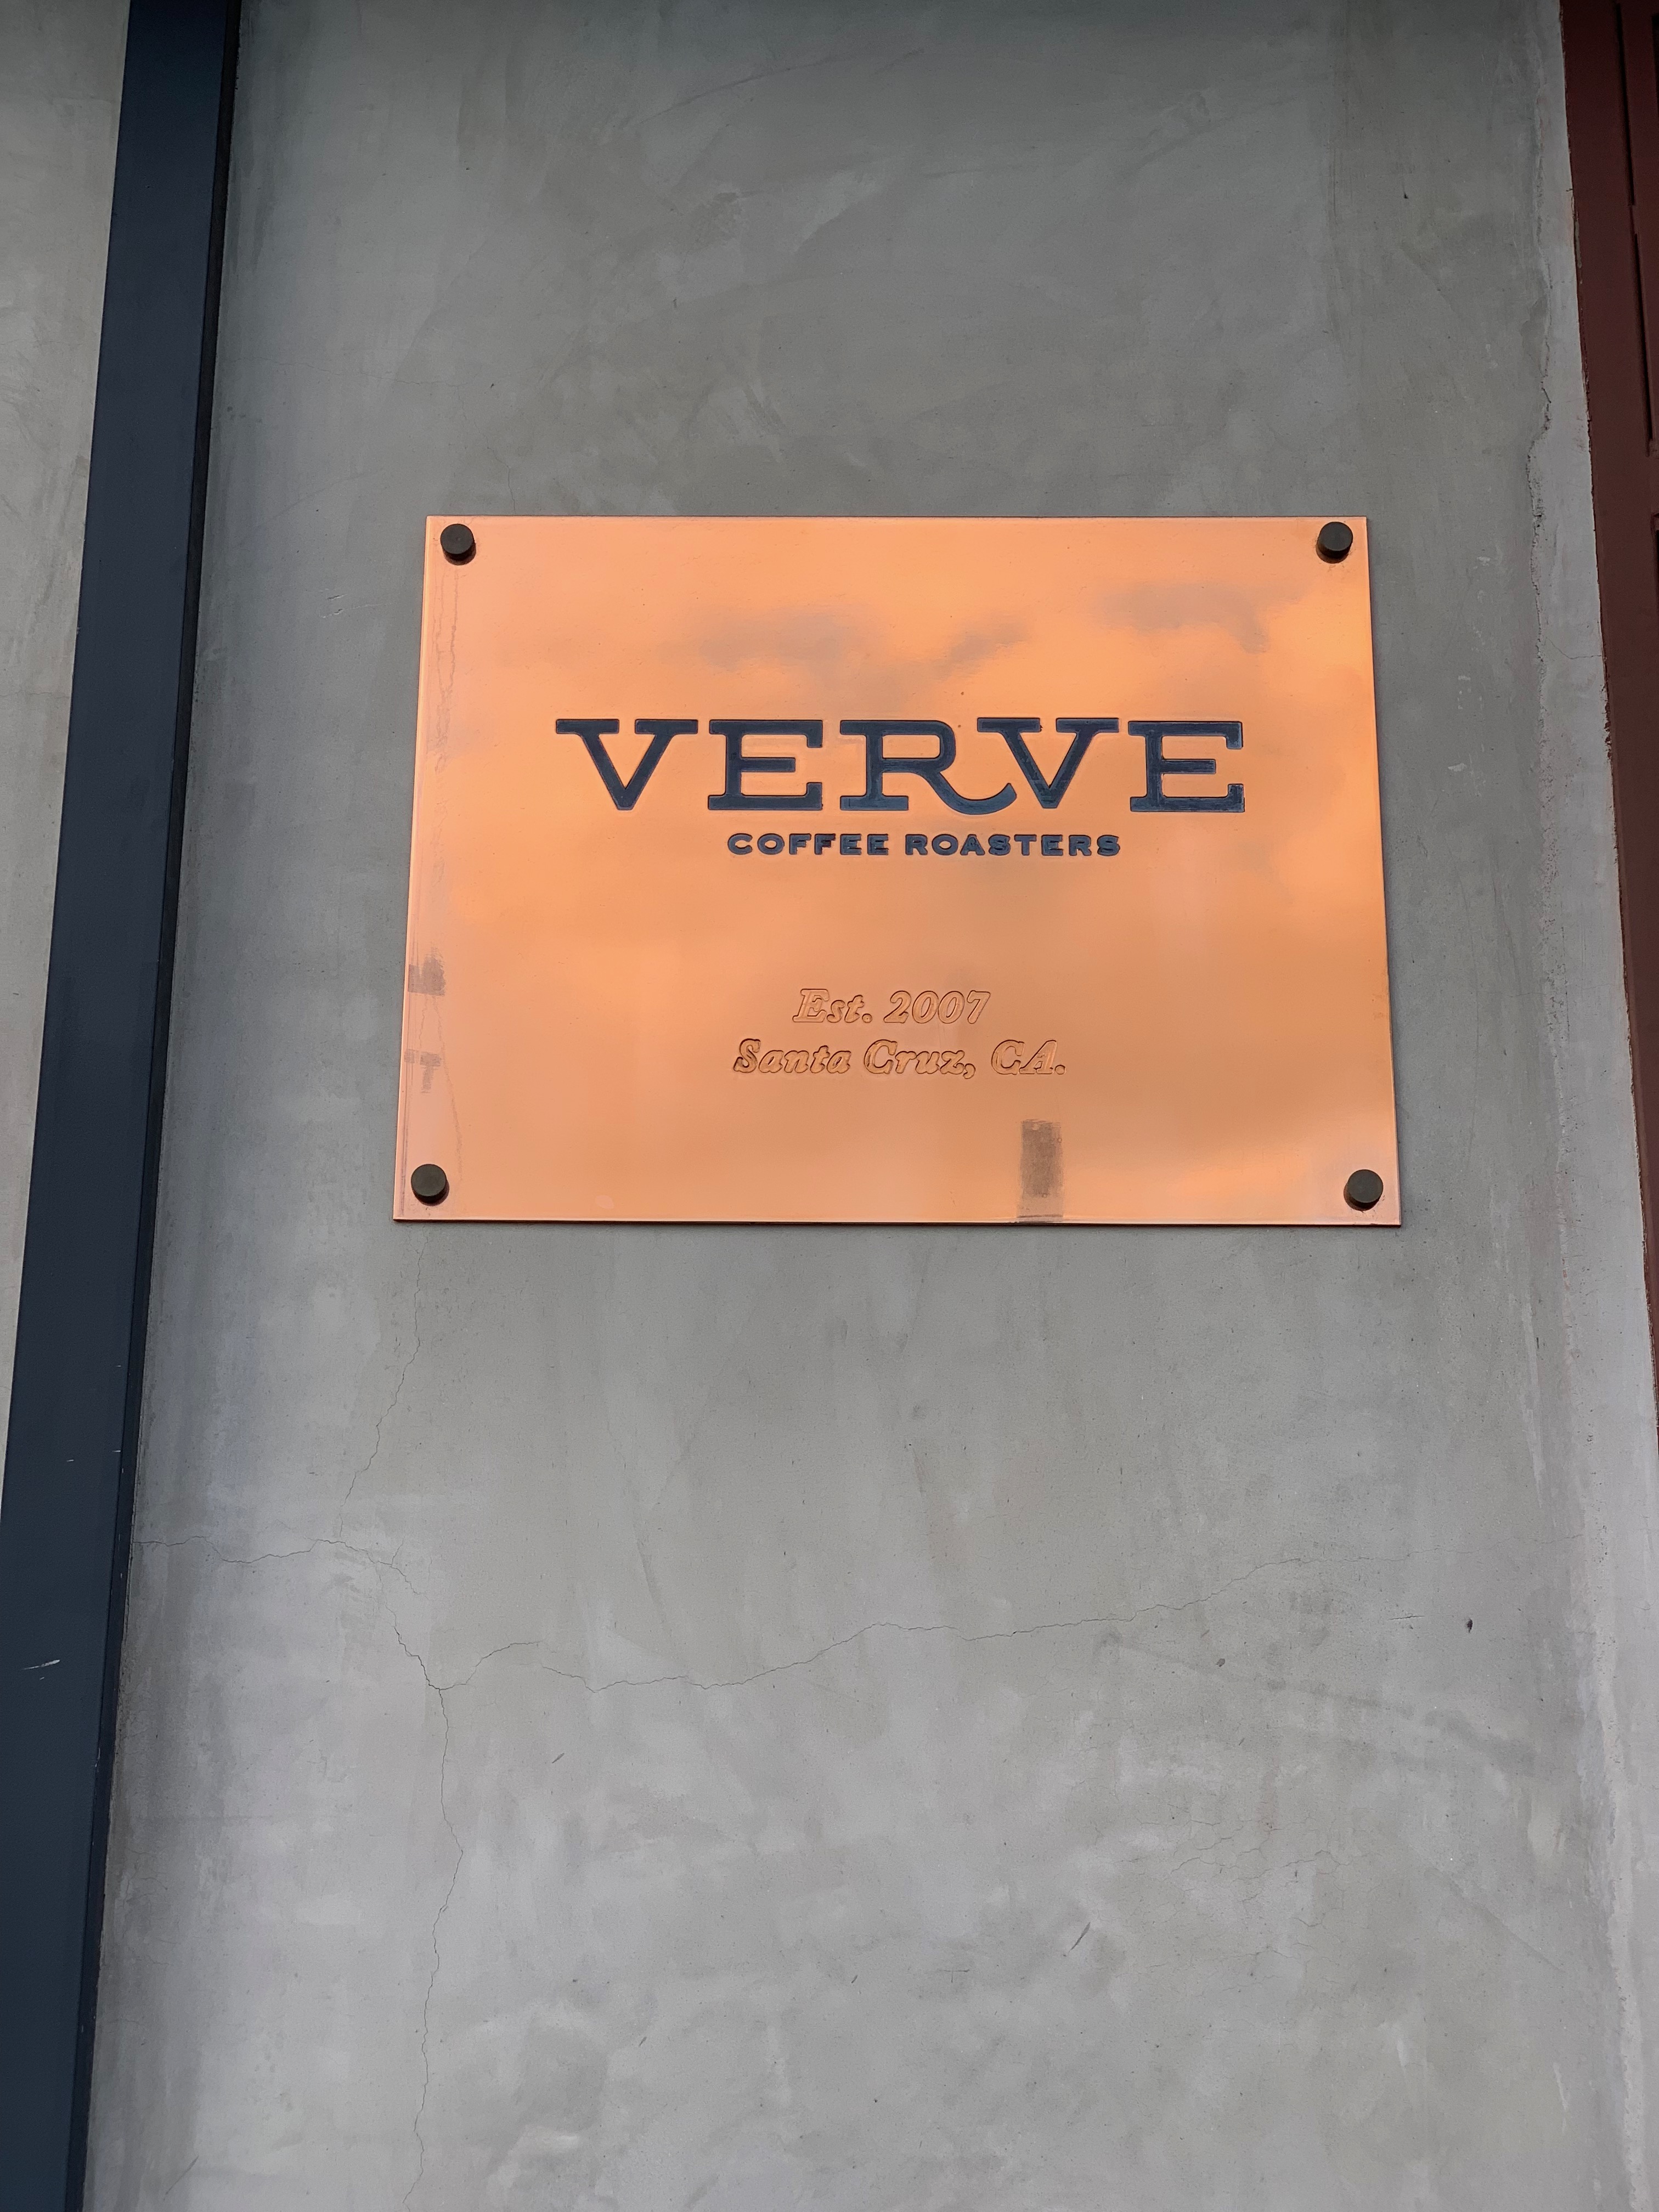 VERVE
COFFEE ROASTERS
Est. 2007
Santa Cruz, CA.